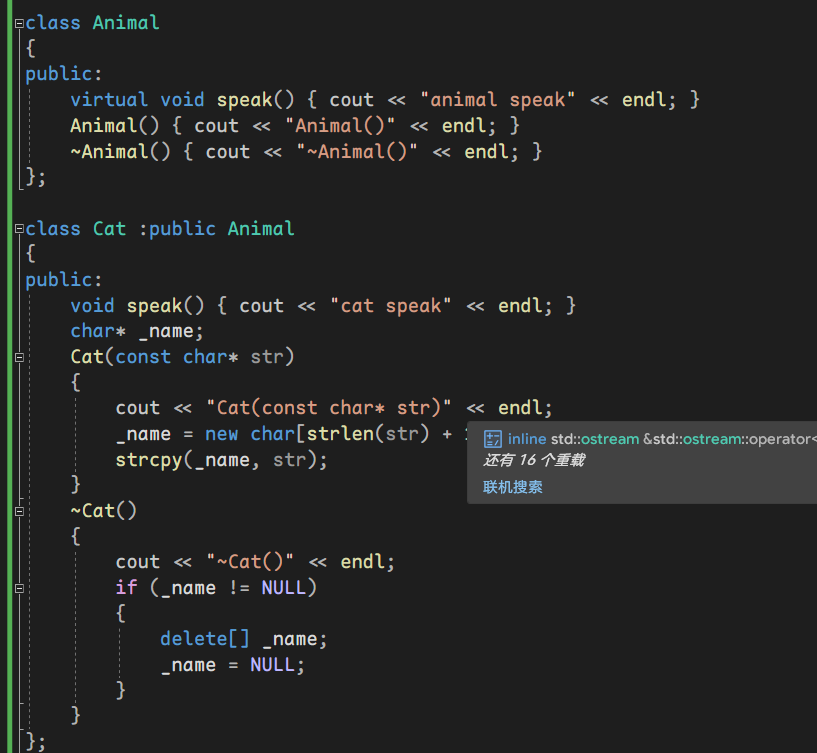 class Animal
{
public:
    virtual void speak() { cout << "animal speak" << endl; }
    Animal() { cout << "Animal()" << endl; }
    ~Animal() { cout << "~Animal()" << endl; }
};
class Cat :public Animal
{
public:
    void speak() { cout << "cat speak" << endl; }
    char* _name;
    Cat(const char* str)
    {
        cout << "Cat(const char* str)" << endl;
        _name = new char[strlen(str) +
inline std::ostream &std::ostream::operator<
还有 16 个重载
联机搜索
        strcpy(_name, str);
    }
    ~Cat()
    {
        cout << "~Cat()" << endl;
        if (_name != NULL)
        {
            delete[] _name;
            _name = NULL;
        }
    }
};